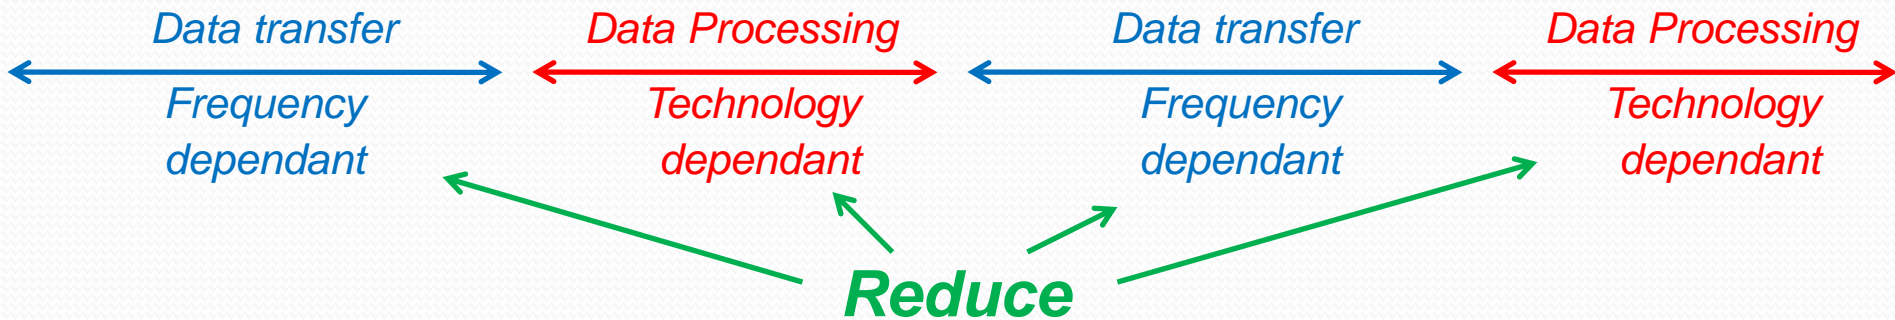 Data transfer Data Processing Data transfer Data Processing
Frequency Technology Frequency Technology
dependant dependant dependant dependant
Reduce